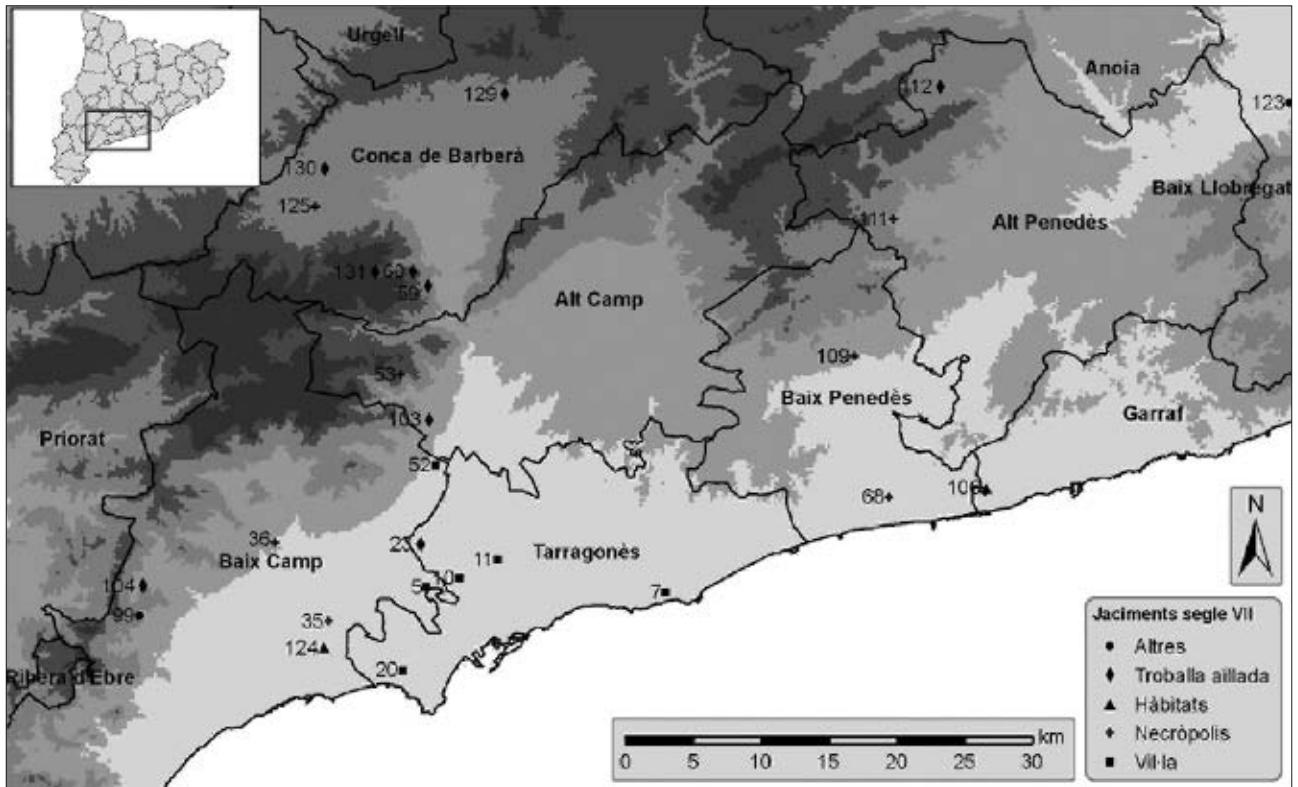 Urgell
Anoia
129
112
123
Conca de Barberà
130
Baix Llobregat
125
111
Alt Penedès
131
60
59
Alt Camp
109
53
Baix Penedès
Garraf
103
Priorat
52
68
N
36
23
11
Tarragonès
Baix Camp
10
104
5
7
99
35
Jaciments segle VII
124
Altres
20
Ribera d'Ebre
Troballa aïllada
Hàbitats
km
Necròpolis
0 5 10 15 20 25 30
Vil·la